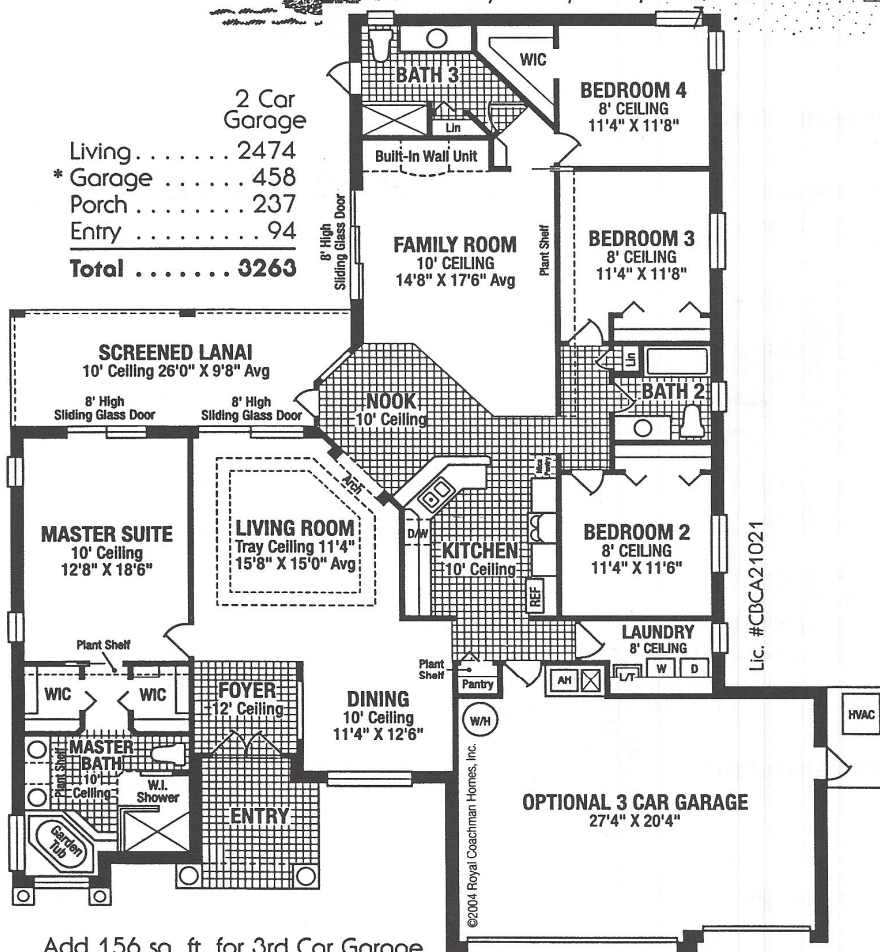 2 Car
Garage
Living . . . . . . . 2474
* Garage . . . . . . 458
Porch . . . . . . . . 237
Entry . . . . . . . . . 94
Total . . . . . . . 3263
BATH 3
Lin
WIC
BEDROOM 4
8' CEILING
11'4" X 11'8"
Built-In Wall Unit
8' High
Sliding Glass Door
FAMILY ROOM
10' CEILING
14'8" X 17'6" Avg
Plant Shelf
BEDROOM 3
8' CEILING
11'4" X 11'8"
SCREENED LANAI
10' Ceiling 26'0" X 9'8" Avg
8' High
Sliding Glass Door
8' High
Sliding Glass Door
NOOK
10' Ceiling
Lin
BATH 2
Arch
MASTER SUITE
10' Ceiling
12'8" X 18'6"
LIVING ROOM
Tray Ceiling 11'4"
15'8" X 15'0" Avg
D/W
KITCHEN
10' Ceiling
Pantry
REF
BEDROOM 2
8' CEILING
11'4" X 11'6"
Lic. #CBCA21021
LAUNDRY
8' CEILING
L/T
W
D
Plant Shelf
WIC
WIC
FOYER
12' Ceiling
DINING
10' Ceiling
11'4" X 12'6"
Plant
Shelf
Pantry
AH
W/H
HVAC
MASTER
BATH
10'
Ceiling
Plant Shelf
W.I.
Shower
Garden
Tub
ENTRY
OPTIONAL 3 CAR GARAGE
27'4" X 20'4"
©2004 Royal Coachman Homes, Inc.
Add 156 sq. ft. for 3rd Car Garage